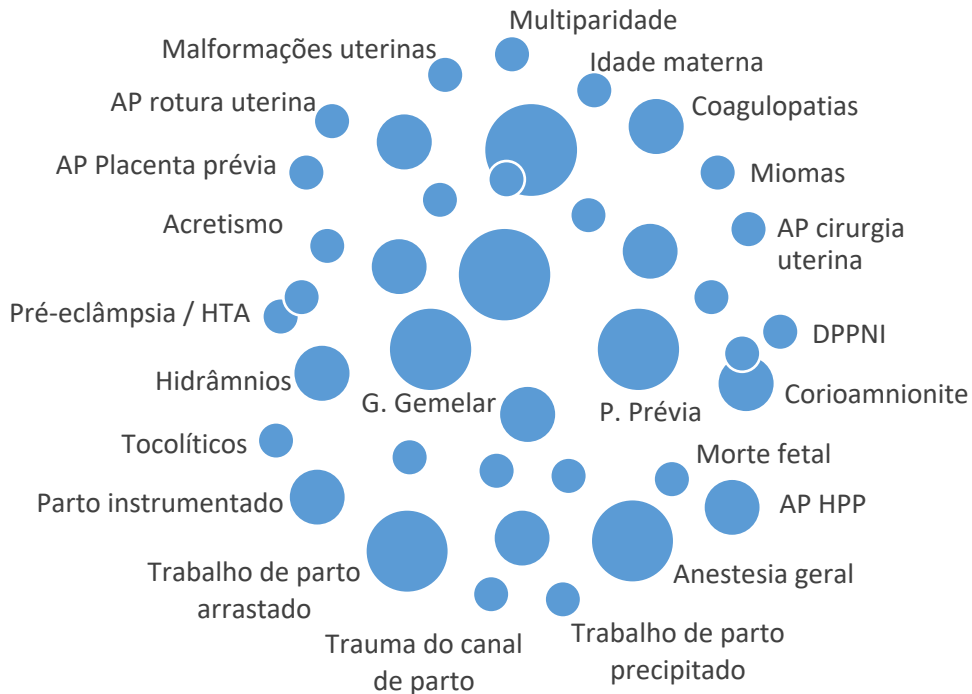 Multiparidade
Malformações uterinas
Idade materna
AP rotura uterina
Coagulopatias
AP Placenta prévia
Miomas
Acretismo
AP cirurgia
uterina
Pré-eclâmpsia / HTA
DPPNI
Hidrâmnios
Corioamnionite
G. Gemelar
P. Prévia
Tocolíticos
Morte fetal
Parto instrumentado
AP HPP
Trabalho de parto
arrastado
Anestesia geral
Trauma do canal
de parto
Trabalho de parto
precipitado